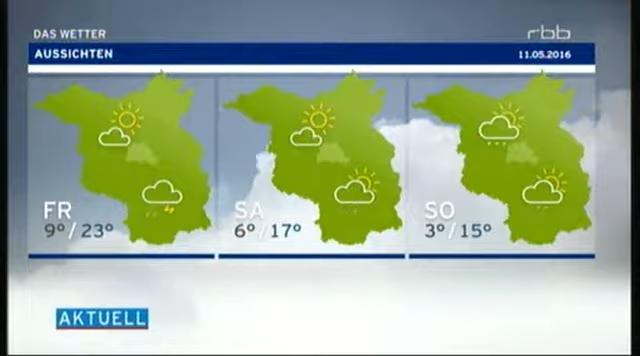 DAS WETTER
rbb
AUSSICHTEN
11.05.2016
FR
9°/23°
SA
6°/17°
SO
3°/15°
AKTUELL